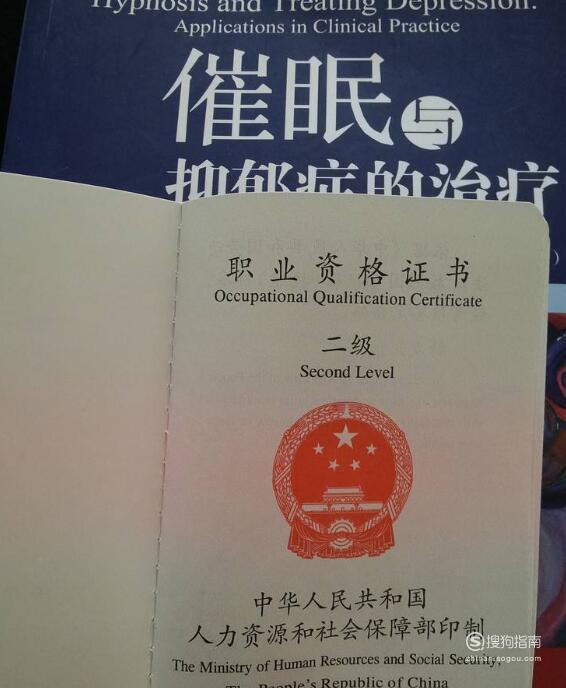 Hypnosis and Treating Depression:
Applications in Clinical Practice
催眠与
抑郁症的治疗
职业资格证书
Occupational Qualification Certificate
二级
Second Level
中华人民共和国
人力资源和社会保障部印制
The Ministry of Human Resources and Social Security,
The People's Republic of China
搜狗指南
zhinan.sogou.com